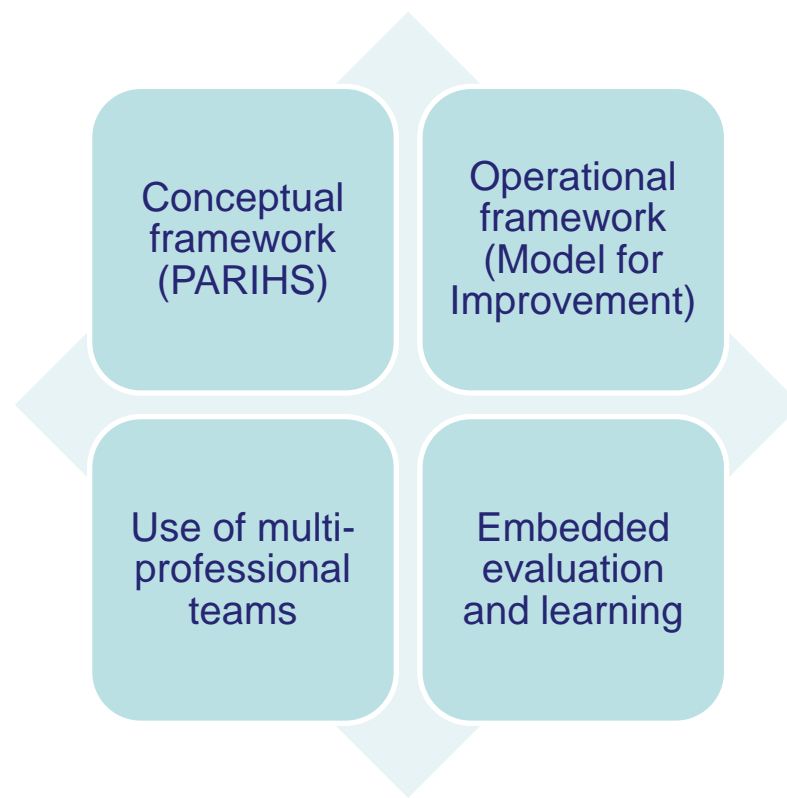 Conceptual
framework
(PARIHS)
Operational
framework
(Model for
Improvement)
Use of multi-
professional
teams
Embedded
evaluation
and learning